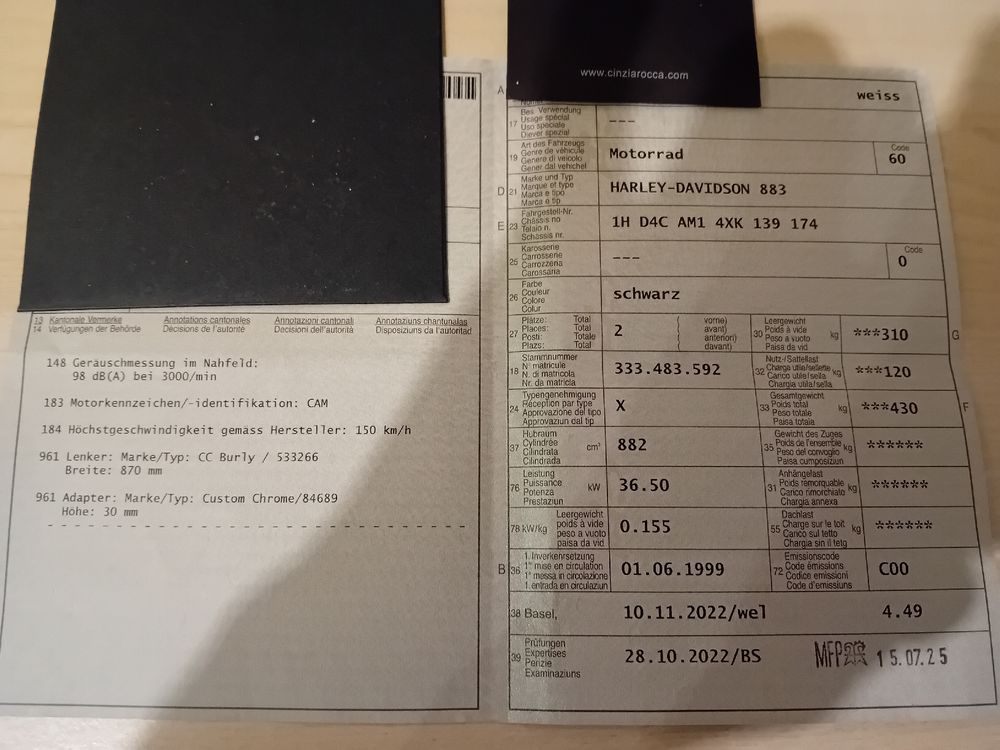 www.cinziarocca.com
A
weiss
17 Bes. Verwendung
Usage spécial
Uso speciale
Diever spezial
---
19 Art des Fahrzeugs
Genre de véhicule
Genere di veicolo
Gener dal vehichel
Motorrad
Code
60
D 21 Marke und Typ
Marque et type
Marca e tipo
Marca e tip
HARLEY-DAVIDSON 883
E 23 Fahrgestell-Nr.
Châssis no
Telaio n.
Schassis nr.
1H D4C AM1 4XK 139 174
25 Karosserie
Carrosserie
Carrozzeria
Carossaria
---
Code
0
26 Farbe
Couleur
Colore
Colur
schwarz
27 Plätze: Total
Places: Total
Posti: Totale
Plazs: Total
2
( vorne)
( avant)
( anteriori)
( davant)
30 Leergewicht
Poids à vide
Peso a vuoto
Paisa da vid
kg
***310
G
18 Stammnummer
N° matricule
N. di matricola
Nr. da matricla
333.483.592
32 Nutz-/Sattellast
Charge utile/sellette
Carico utile/sella
Chargia utila/sella
kg
***120
24 Typengenehmigung
Réception par type
Approvazione del tipo
Approvaziun dal tip
X
33 Gesamtgewicht
Poids total
Peso totale
Paisa totala
kg
***430
F
37 Hubraum
Cylindrée
Cilindrata
Cilindrada
cm³
882
35 Gewicht des Zuges
Poids de l'ensemble
Peso del convoglio
Paisa cumposiziun
kg
******
76 Leistung
Puissance
Potenza
Prestaziun
kW
36.50
31 Anhängelast
Poids remorquable
Carico rimorchiato
Chargia annexa
kg
******
78 kW/kg
Leergewicht
poids à vide
peso a vuoto
paisa da vid
0.155
55 Dachlast
Charge sur le toit
Carico sul tetto
Chargia sin il tetg
kg
******
B 36 1. Inverkehrsetzung
1re mise en circulation
1a messa in circolazione
1. entrada en circulaziun
01.06.1999
72 Emissionscode
Code émissions
Codice emissioni
Code d'emissiuns
C00
38 Basel,
10.11.2022/wel
4.49
39 Prüfungen
Expertises
Perizie
Examinaziuns
28.10.2022/BS
MFP BS 15.07.25
13 Kantonale Vermerke Annotations cantonales Annotazioni cantonali Annotaziuns chantunalas
14 Verfügungen der Behörde Décisions de l'autorité Decisioni dell'autorità Disposiziuns da l'autoritad
148 Geräuschmessung im Nahfeld:
98 dB(A) bei 3000/min
183 Motorkennzeichen/-identifikation: CAM
184 Höchstgeschwindigkeit gemäss Hersteller: 150 km/h
961 Lenker: Marke/Typ: CC Burly / 533266
Breite: 870 mm
961 Adapter: Marke/Typ: Custom Chrome/84689
Höhe: 30 mm